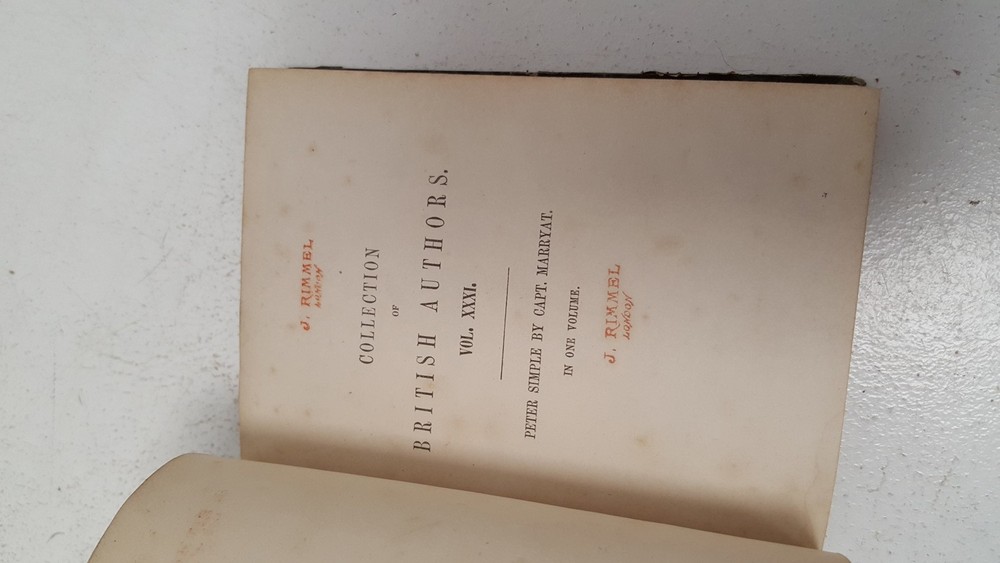 J. RIMMEL
LONDON
COLLECTION
OF
BRITISH AUTHORS.
VOL. XXXI.
PETER SIMPLE BY CAPT. MARRYAT.
IN ONE VOLUME.
J. RIMMEL
LONDON